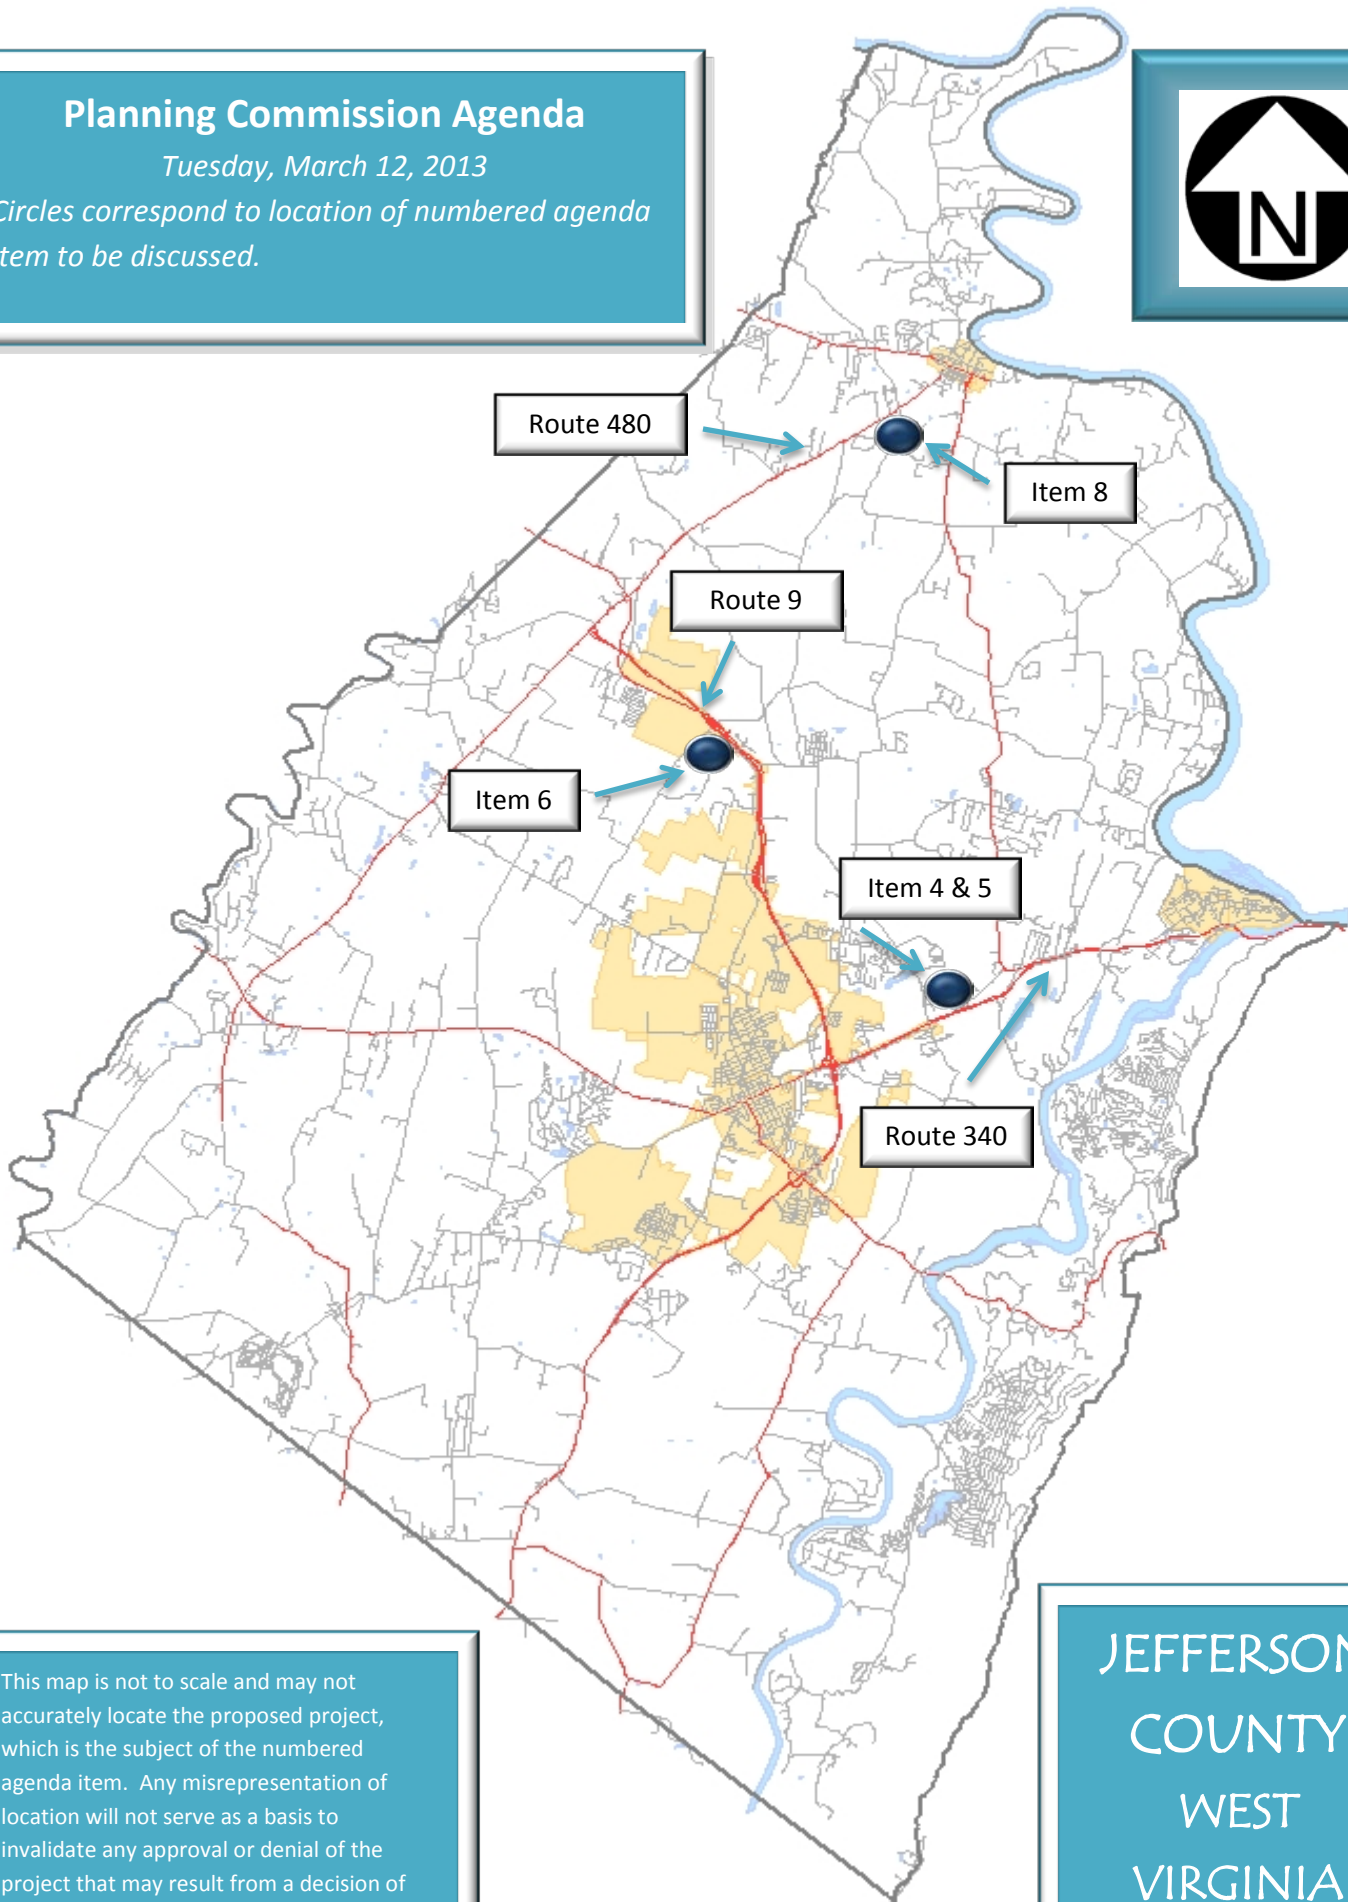 Planning Commission Agenda
Tuesday, March 12, 2013
Circles correspond to location of numbered agenda
item to be discussed.
N
Route 480
Item 8
Route 9
Item 6
Item 4 & 5
Route 340
This map is not to scale and may not
accurately locate the proposed project,
which is the subject of the numbered
agenda item.  Any misrepresentation of
location will not serve as a basis to
invalidate any approval or denial of the
project that may result from a decision of
JEFFERSON
COUNTY
WEST
VIRGINIA